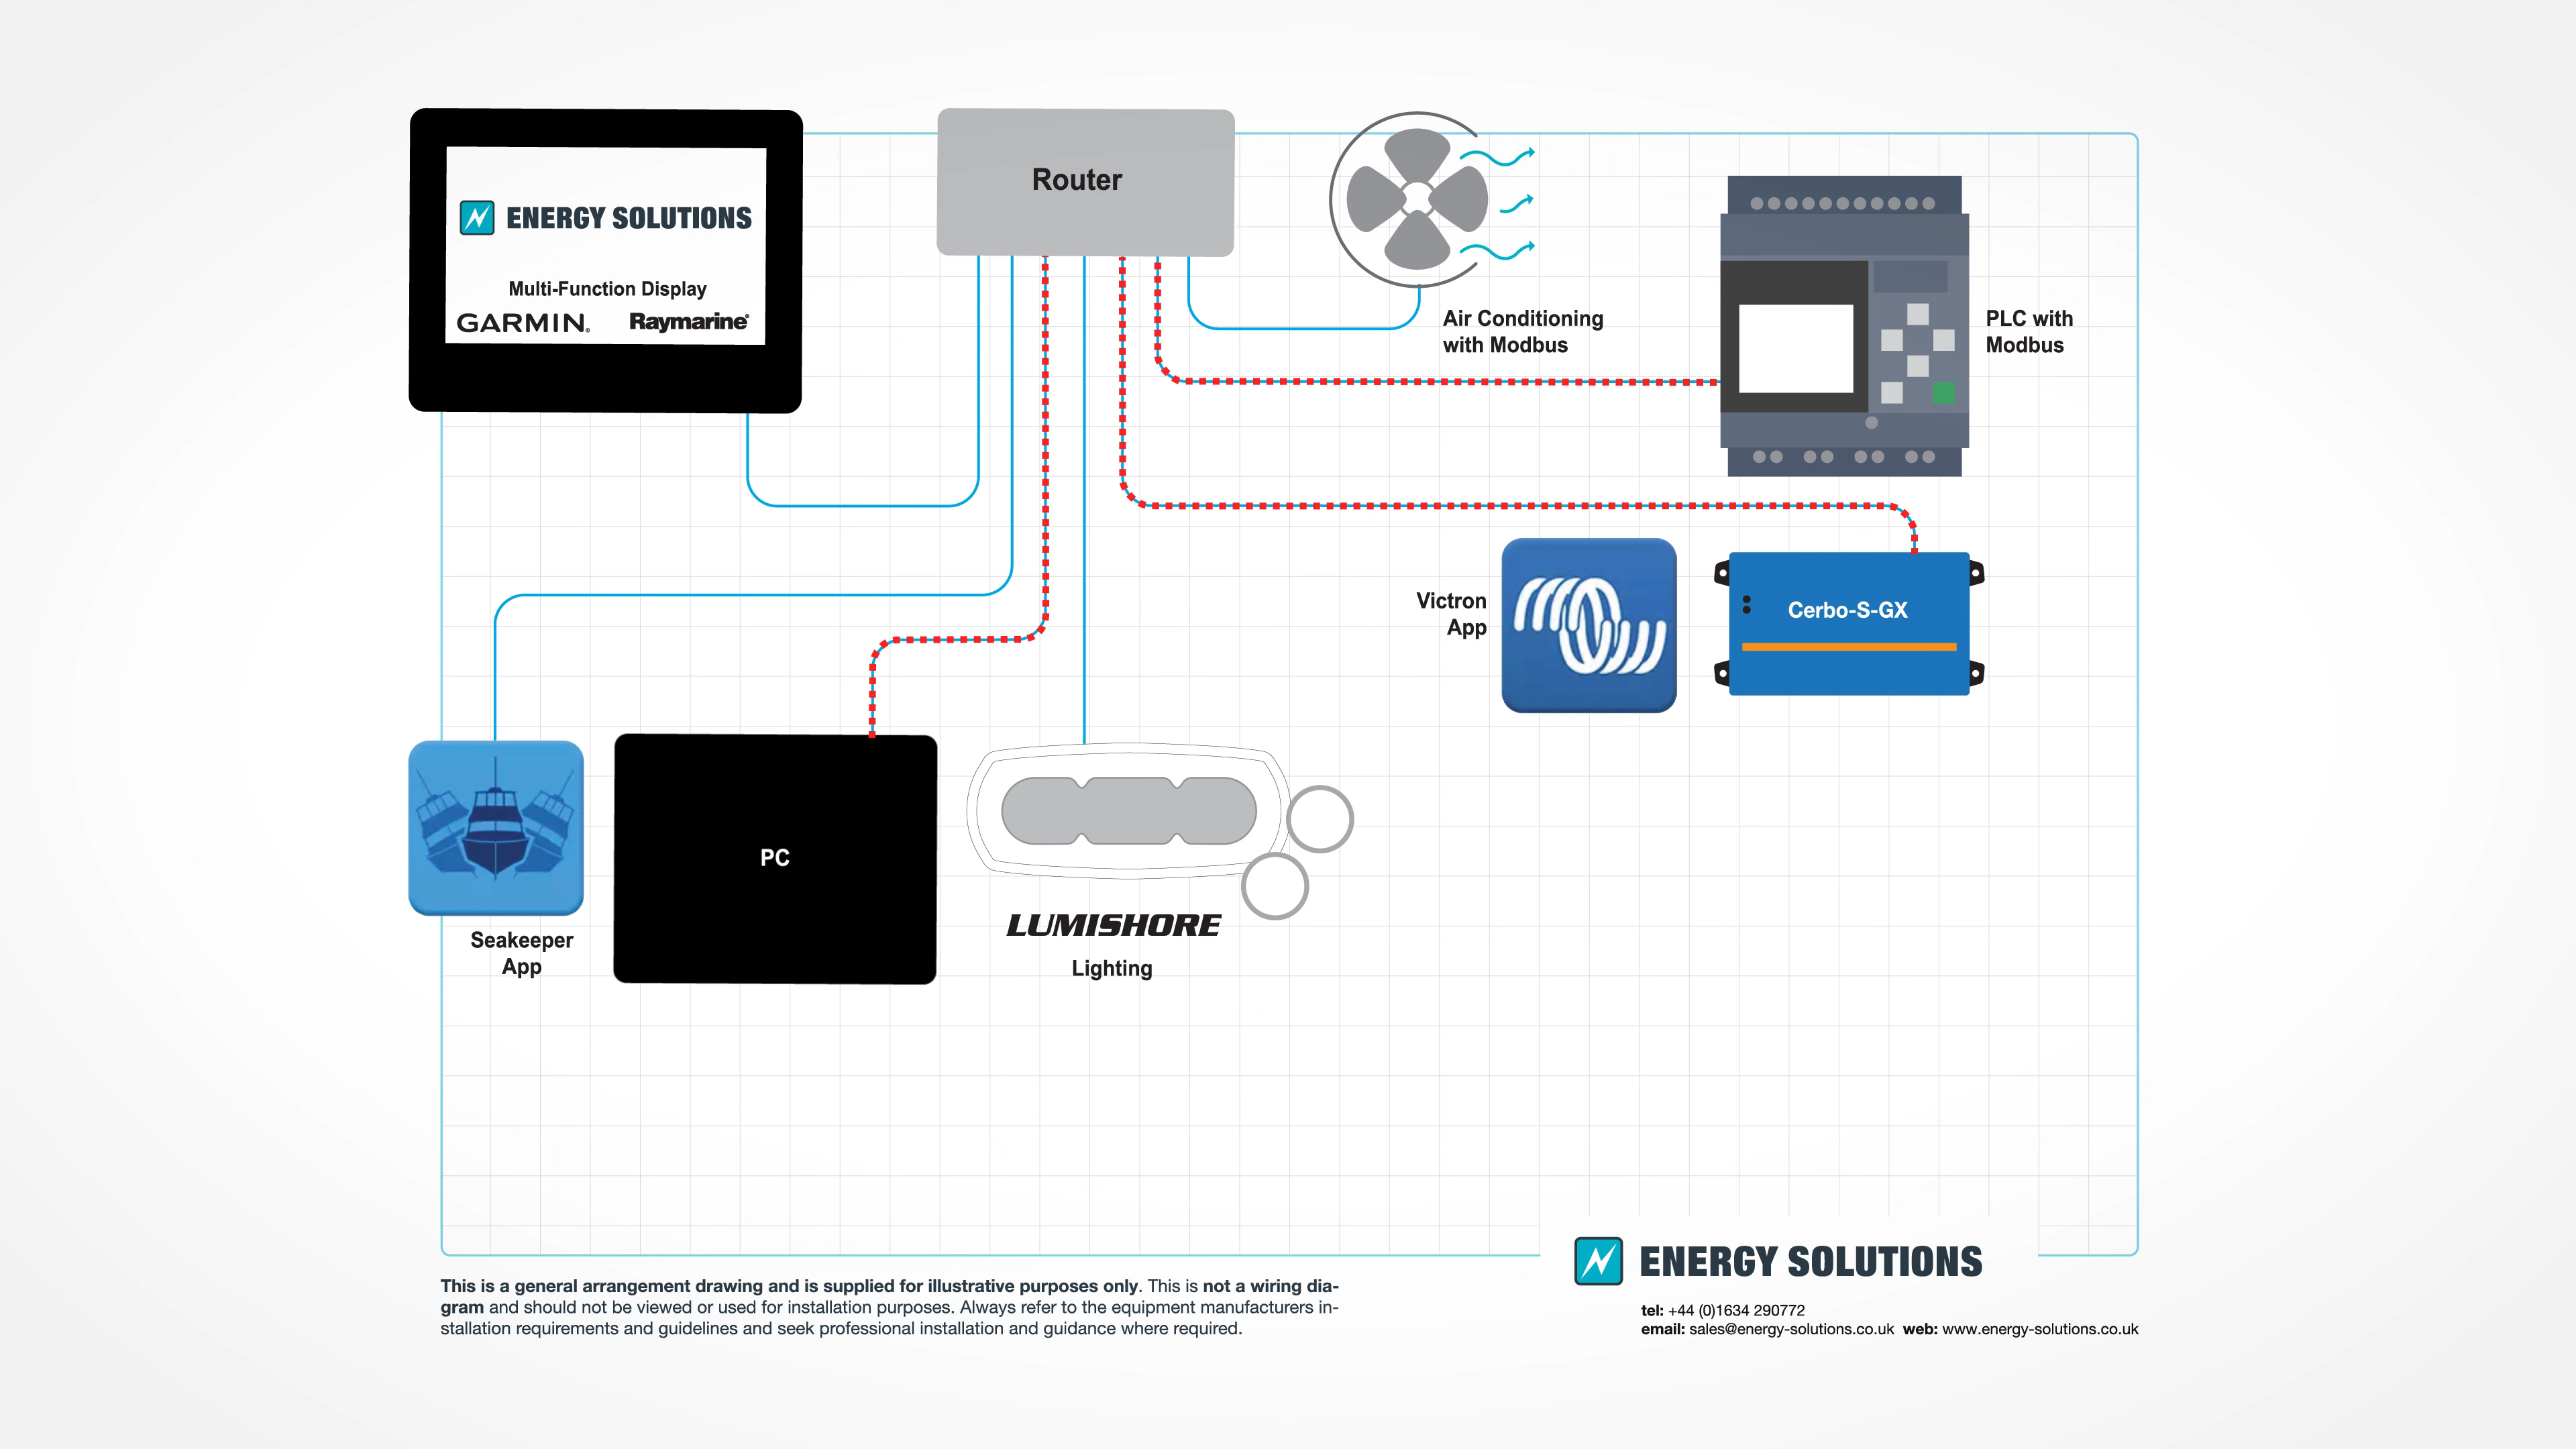 ENERGY SOLUTIONS
Multi-Function Display
GARMIN®
Raymarine®
Router
Air Conditioning
with Modbus
PLC with
Modbus
Victron
App
Cerbo-S-GX
Seakeeper
App
PC
LUMISHORE
Lighting
ENERGY SOLUTIONS
This is a general arrangement drawing and is supplied for illustrative purposes only. This is not a wiring dia-
gram and should not be viewed or used for installation purposes. Always refer to the equipment manufacturers in-
stallation requirements and guidelines and seek professional installation and guidance where required.
tel: +44 (0)1634 290772
email: sales@energy-solutions.co.uk web: www.energy-solutions.co.uk